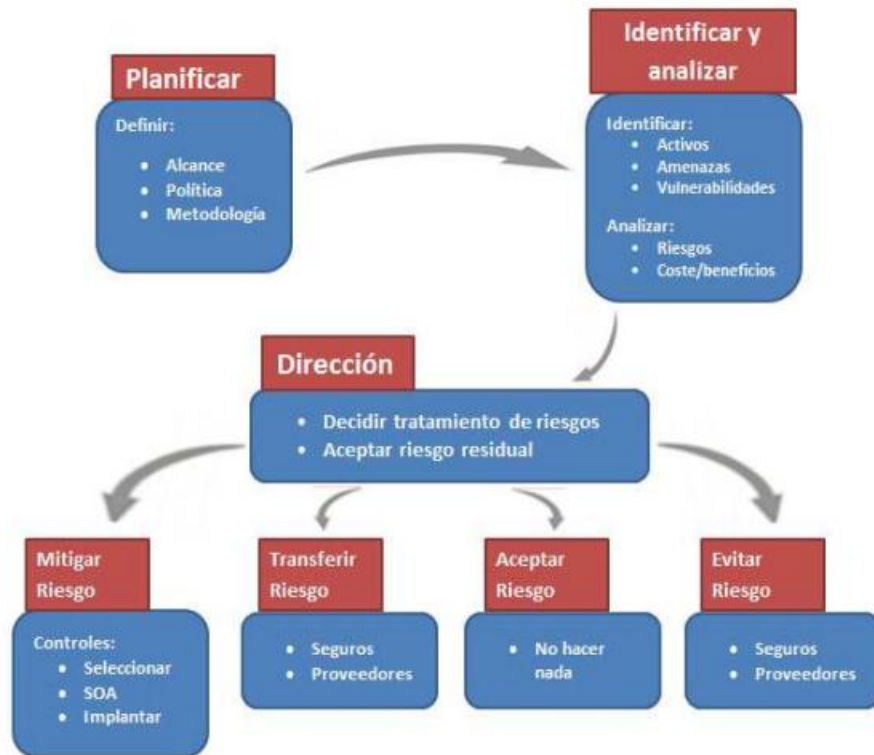 Planificar
Definir:
• Alcance
• Política
• Metodología
Identificar y
analizar
Identificar:
• Activos
• Amenazas
• Vulnerabilidades
Analizar:
• Riesgos
• Coste/beneficios
Dirección
• Decidir tratamiento de riesgos
• Aceptar riesgo residual
Mitigar
Riesgo
Controles:
• Seleccionar
• SOA
• Implantar
Transferir
Riesgo
• Seguros
• Proveedores
Aceptar
Riesgo
• No hacer
nada
Evitar
Riesgo
• Seguros
• Proveedores